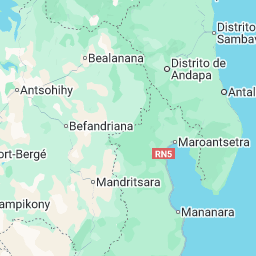 Distrito
Sambav
Bealanana
Distrito de
Andapa
Antsohihy
Antal
Befandriana
Maroantsetra
ort-Bergé
RN5
Mandritsara
ampikony
Mananara